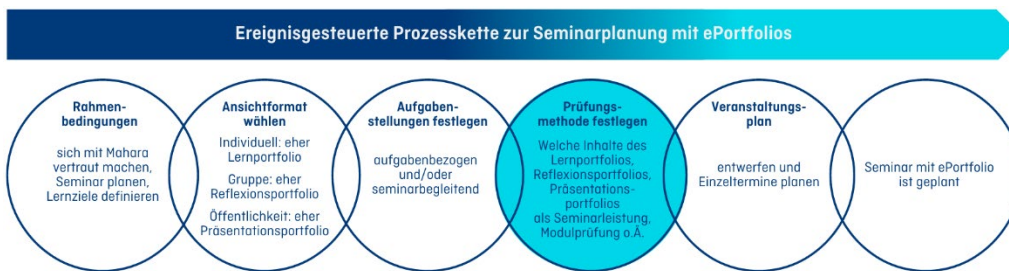 Ereignisgesteuerte Prozesskette zur Seminarplanung mit ePortfolios
Rahmen-
bedingungen
sich mit Mahara
vertraut machen,
Seminar planen,
Lernziele definieren
Ansichtformat
wählen
Individuell: eher
Lernportfolio
Gruppe: eher
Reflexionsportfolio
Öffentlichkeit: eher
Präsentationsportfolio
Aufgaben-
stellungen festlegen
aufgabenbezogen
und/oder
seminarbegleitend
Prüfungs-
methode festlegen
Welche Inhalte des
Lernportfolios,
Reflexionsportfolios,
Präsentations-
portfolios
als Seminarleistung,
Modulprüfung o.Ä.
Veranstaltungs-
plan
entwerfen und
Einzeltermine planen
Seminar mit ePortfolio
ist geplant